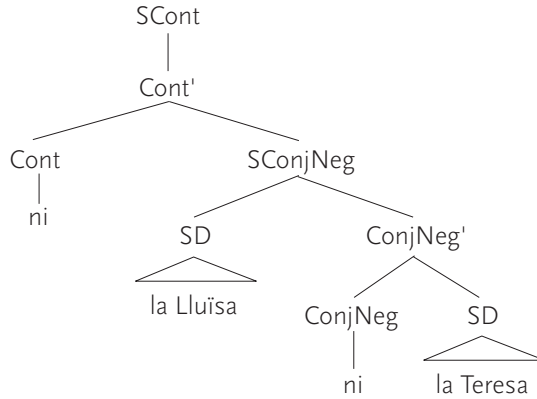 SCont
Cont'
Cont SConjNeg
ni
SD ConjNeg'
la Lluïsa
ConjNeg SD
ni la Teresa